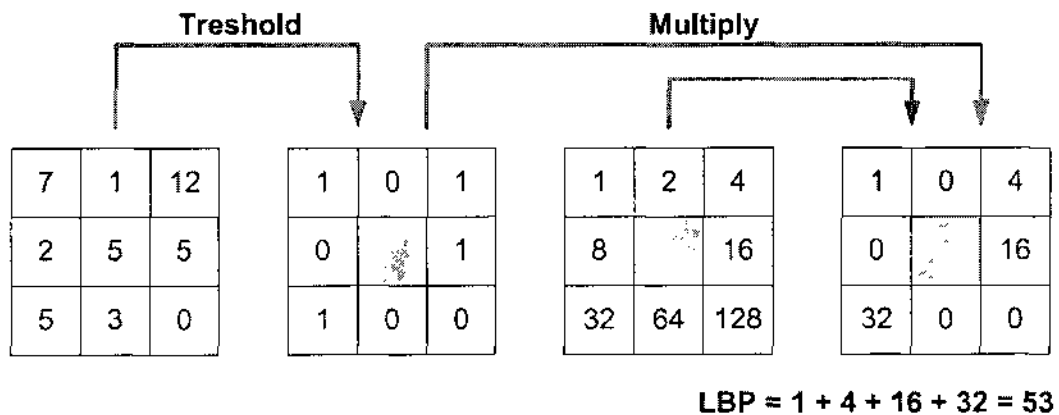 Treshold Multiply
7 1 12 1 0 1 1 2 4 1 0 4
2 5 5 0 1 8 16 0 16
5 3 0 1 0 0 32 64 128 32 0 0
LBP = 1 + 4 + 16 + 32 = 53